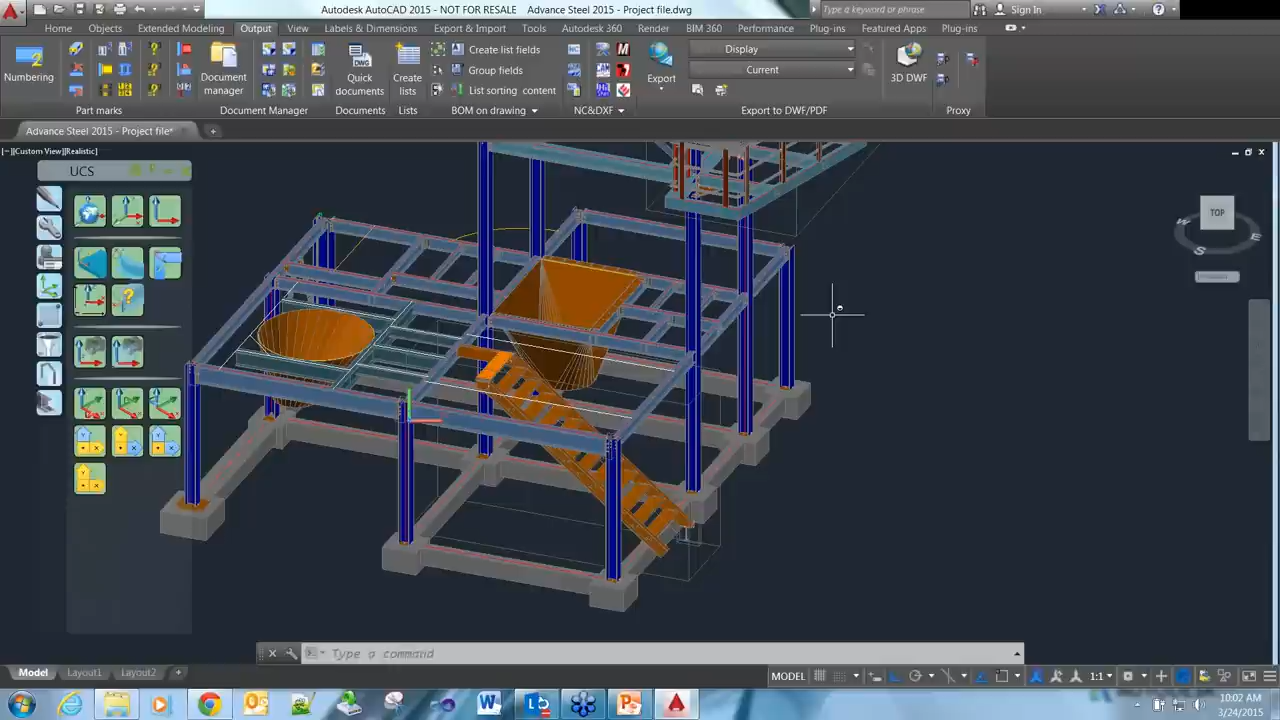 Autodesk AutoCAD 2015 - NOT FOR RESALE    Advance Steel 2015 - Project file.dwg
Type a keyword or phrase
Sign In
Home Objects Extended Modeling Output View Labels & Dimensions Export & Import Tools Autodesk 360 Render BIM 360 Performance Plug-ins Featured Apps Plug-ins
Numbering
Document manager
Quick documents
Create lists
Create list fields
Group fields
List sorting content
Export
Display
Current
3D DWF
Part marks
Document Manager
Documents
Lists
BOM on drawing
NC&DXF
Export to DWF/PDF
Proxy
Advance Steel 2015 - Project file*
[−][Custom View][Realistic]
UCS
TOP
S
E
Type a command
Model Layout1 Layout2
MODEL
1:1
10:02 AM
3/24/2015